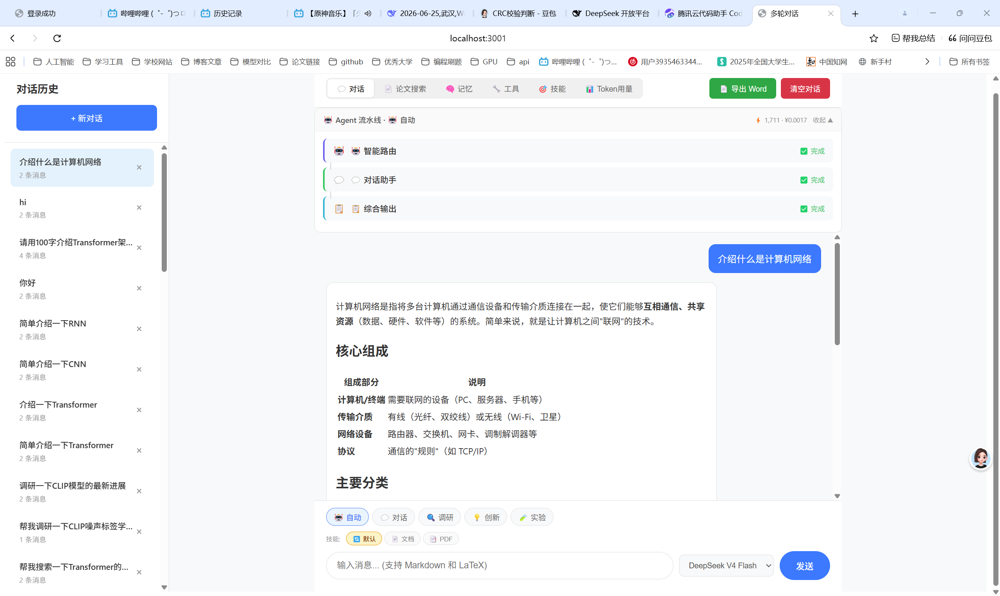 登录成功
哔哩哔哩 ( ゜- ゜)つロ
历史记录
【原神音乐】「少
2026-06-25,武汉,W
CRC校验判断 - 豆包
DeepSeek 开放平台
腾讯云代码助手 Cod
多轮对话
localhost:3001
帮我总结
问问豆包
人工智能
学习工具
学校网站
博客文章
模型对比
论文链接
github
优秀大学
编程刷题
GPU
api
哔哩哔哩 ( ゜- ゜)つ...
用户3935463344...
2025年全国大学生...
中国知网
新手村
所有书签
对话历史
+ 新对话
介绍什么是计算机网络
2 条消息
hi
2 条消息
请用100字介绍Transformer架...
4 条消息
你好
2 条消息
简单介绍一下RNN
2 条消息
简单介绍一下CNN
2 条消息
介绍一下Transformer
2 条消息
简单介绍一下Transformer
2 条消息
调研一下CLIP模型的最新进展
2 条消息
帮我调研一下CLIP噪声标签学...
1 条消息
帮我搜索一下Transformer的...
2 条消息
对话
论文搜索
记忆
工具
技能
Token用量
导出 Word
清空对话
Agent 流水线 · 自动
1,711 · ¥0.0017 收起 ▲
智能路由
完成
对话助手
完成
综合输出
完成
介绍什么是计算机网络
计算机网络是指将多台计算机通过通信设备和传输介质连接在一起，使它们能够互相通信、共享
资源（数据、硬件、软件等）的系统。简单来说，就是让计算机之间"联网"的技术。
核心组成
组成部分 说明
计算机/终端 需要联网的设备（PC、服务器、手机等）
传输介质 有线（光纤、双绞线）或无线（Wi-Fi、卫星）
网络设备 路由器、交换机、网卡、调制解调器等
协议 通信的"规则"（如 TCP/IP）
主要分类
自动
对话
调研
创新
实验
技能:
默认
文档
PDF
输入消息... (支持 Markdown 和 LaTeX)
DeepSeek V4 Flash
发送